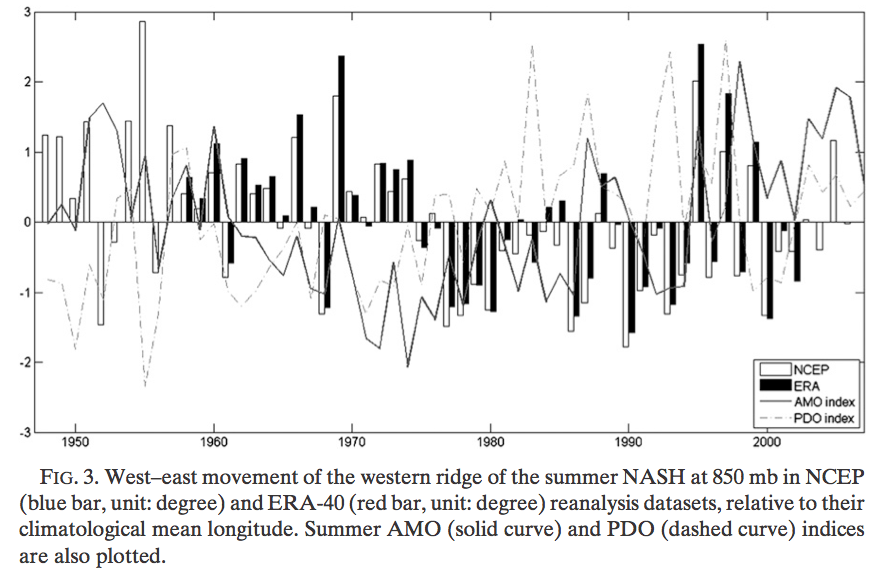 3
2
1
0
-1
-2
-3
1950 1960 1970 1980 1990 2000
NCEP
ERA
AMO index
PDO index
FIG. 3. West–east movement of the western ridge of the summer NASH at 850 mb in NCEP
(blue bar, unit: degree) and ERA-40 (red bar, unit: degree) reanalysis datasets, relative to their
climatological mean longitude. Summer AMO (solid curve) and PDO (dashed curve) indices
are also plotted.